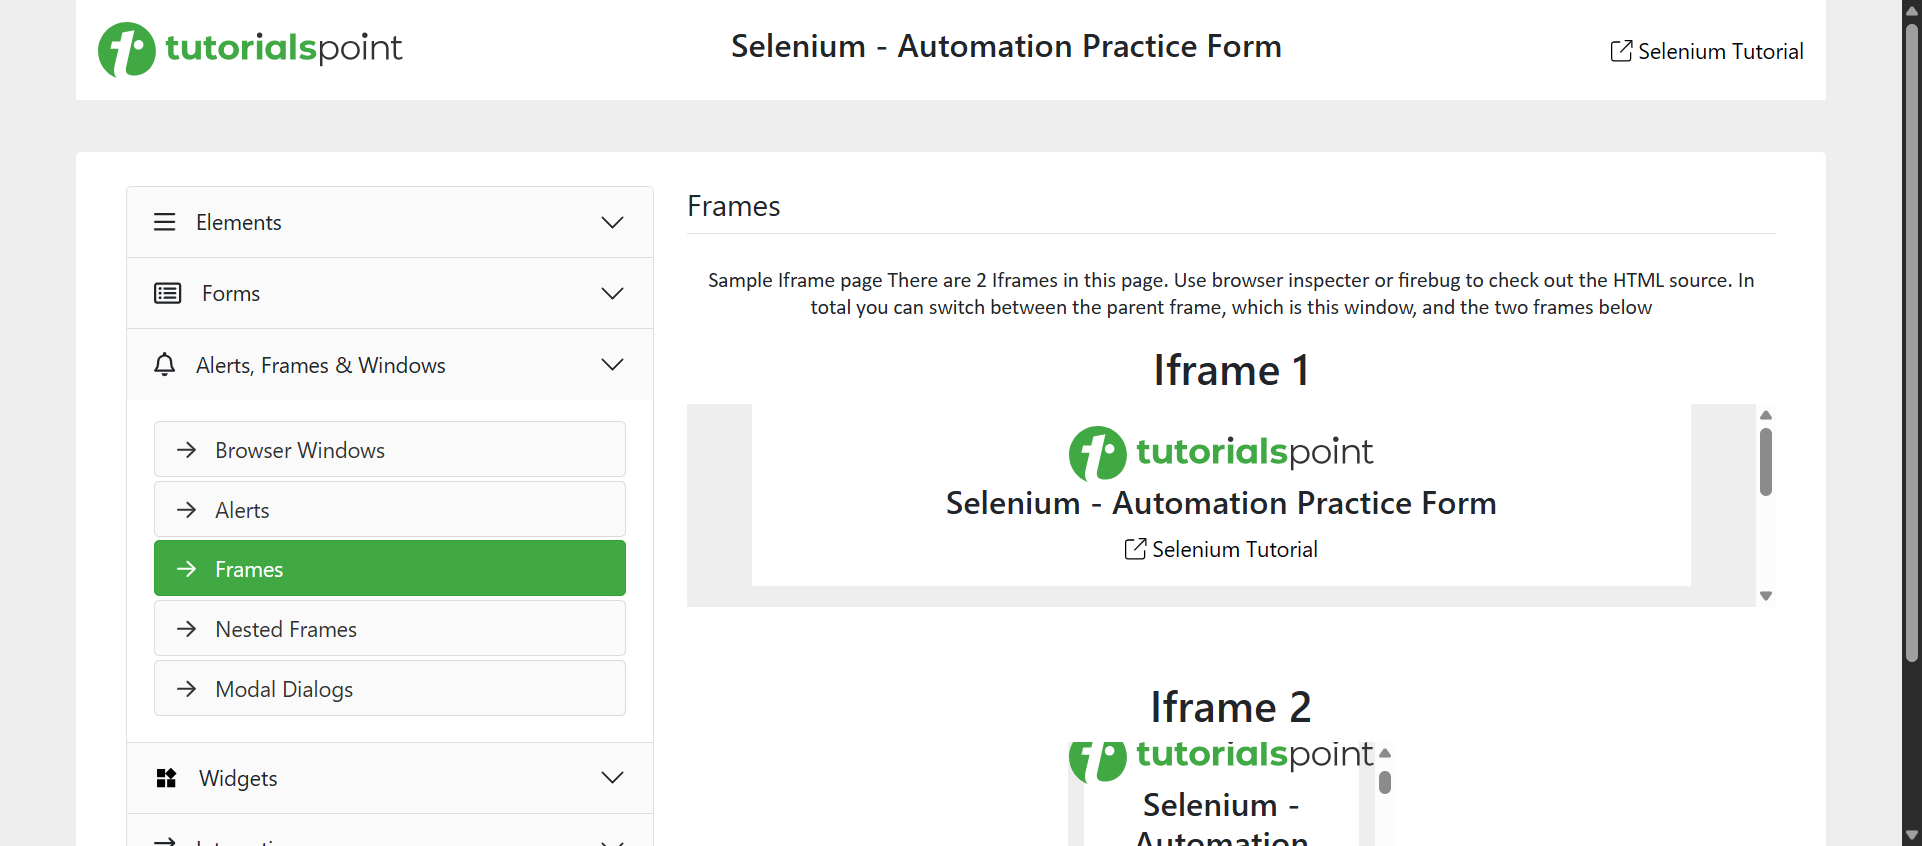 tutorialspoint
Selenium - Automation Practice Form
Selenium Tutorial
Elements
Forms
Alerts, Frames & Windows
Browser Windows
Alerts
Frames
Nested Frames
Modal Dialogs
Widgets
Frames
Sample Iframe page There are 2 Iframes in this page. Use browser inspecter or firebug to check out the HTML source. In
total you can switch between the parent frame, which is this window, and the two frames below
Iframe 1
tutorialspoint
Selenium - Automation Practice Form
Selenium Tutorial
Iframe 2
tutorialspoint
Selenium -
Automation